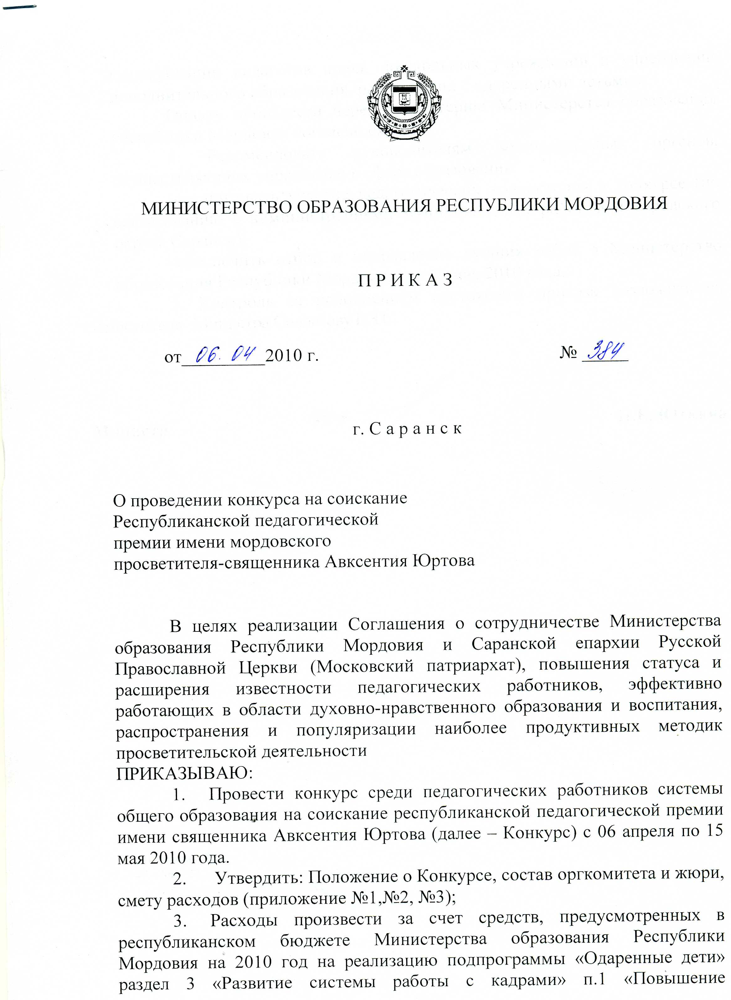 МИНИСТЕРСТВО ОБРАЗОВАНИЯ РЕСПУБЛИКИ МОРДОВИЯ
П Р И К А З
от 06. 04 2010 г. № 384
г. С а р а н с к
О проведении конкурса на соискание
Республиканской педагогической
премии имени мордовского
просветителя-священника Авксентия Юртова
В целях реализации Соглашения о сотрудничестве Министерства
образования Республики Мордовия и Саранской епархии Русской
Православной Церкви (Московский патриархат), повышения статуса и
расширения известности педагогических работников, эффективно
работающих в области духовно-нравственного образования и воспитания,
распространения и популяризации наиболее продуктивных методик
просветительской деятельности
ПРИКАЗЫВАЮ:
1. Провести конкурс среди педагогических работников системы
общего образования на соискание республиканской педагогической премии
имени священника Авксентия Юртова (далее – Конкурс) с 06 апреля по 15
мая 2010 года.
2. Утвердить: Положение о Конкурсе, состав оргкомитета и жюри,
смету расходов (приложение №1,№2, №3);
3. Расходы произвести за счет средств, предусмотренных в
республиканском бюджете Министерства образования Республики
Мордовия на 2010 год на реализацию подпрограммы «Одаренные дети»
раздел 3 «Развитие системы работы с кадрами» п.1 «Повышение